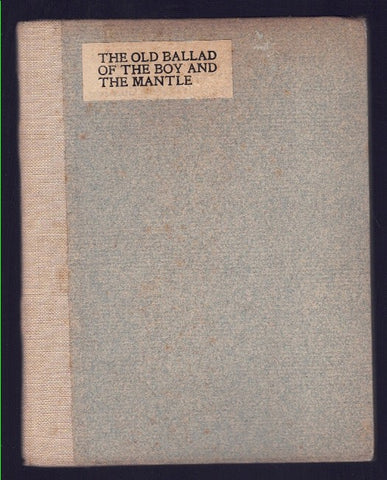 THE OLD BALLAD
OF THE BOY AND
THE MANTLE